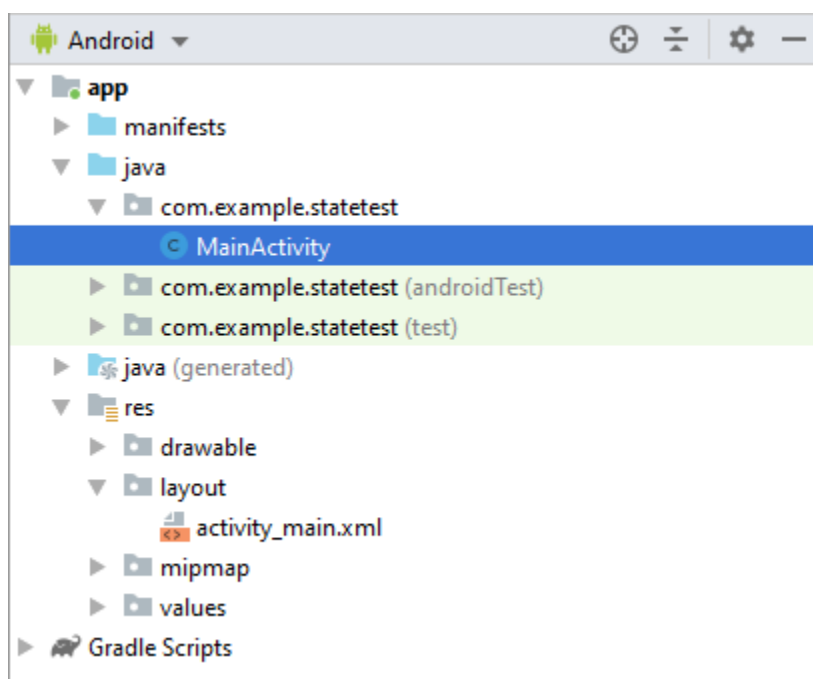 Android
app
manifests
java
com.example.statetest
C MainActivity
com.example.statetest (androidTest)
com.example.statetest (test)
java (generated)
res
drawable
layout
activity_main.xml
mipmap
values
Gradle Scripts